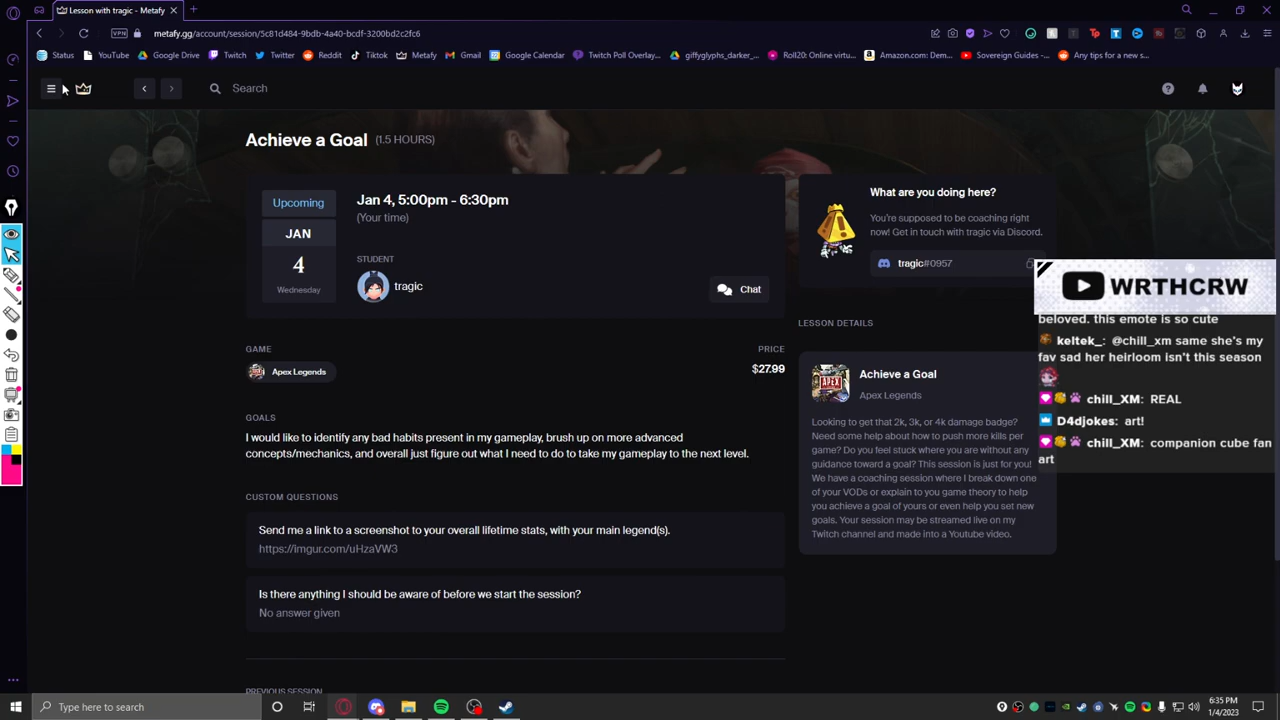 Lesson with tragic - Metafy
VPN
metafy.gg/account/session/5c81d484-9bdb-4a40-bcdf-3200bd2c2fc6
Status
YouTube
Google Drive
Twitch
Twitter
Reddit
Tiktok
Metafy
Gmail
Google Calendar
Twitch Poll Overlay...
giffyglyphs_darker_...
Roll20: Online virtu...
Amazon.com: Dem...
Sovereign Guides -...
Any tips for a new s...
Search
Achieve a Goal (1.5 HOURS)
Upcoming
JAN
4
Wednesday
Jan 4, 5:00pm - 6:30pm
(Your time)
STUDENT
tragic
Chat
What are you doing here?
You're supposed to be coaching right
now! Get in touch with tragic via Discord.
tragic#0957
GAME
Apex Legends
PRICE
$27.99
GOALS
I would like to identify any bad habits present in my gameplay, brush up on more advanced
concepts/mechanics, and overall just figure out what I need to do to take my gameplay to the next level.
CUSTOM QUESTIONS
Send me a link to a screenshot to your overall lifetime stats, with your main legend(s).
https://imgur.com/uHzaVW3
Is there anything I should be aware of before we start the session?
No answer given
PREVIOUS SESSION
LESSON DETAILS
Achieve a Goal
Apex Legends
Looking to get that 2k, 3k, or 4k damage badge?
Need some help about how to push more kills per
game? Do you feel stuck where you are without any
guidance toward a goal? This session is just for you!
We have a coaching session where I break down one
of your VODs or explain to you game theory to help
you achieve a goal of yours or even help you set new
goals. Your session may be streamed live on my
Twitch channel and made into a Youtube video.
WRTHCRW
beloved. this emote is so cute
keltek_: @chill_xm same she's my
fav sad her heirloom isn't this season
chill_XM: REAL
D4djokes: art!
chill_XM: companion cube fan
art
Type here to search
6:35 PM
1/4/2023